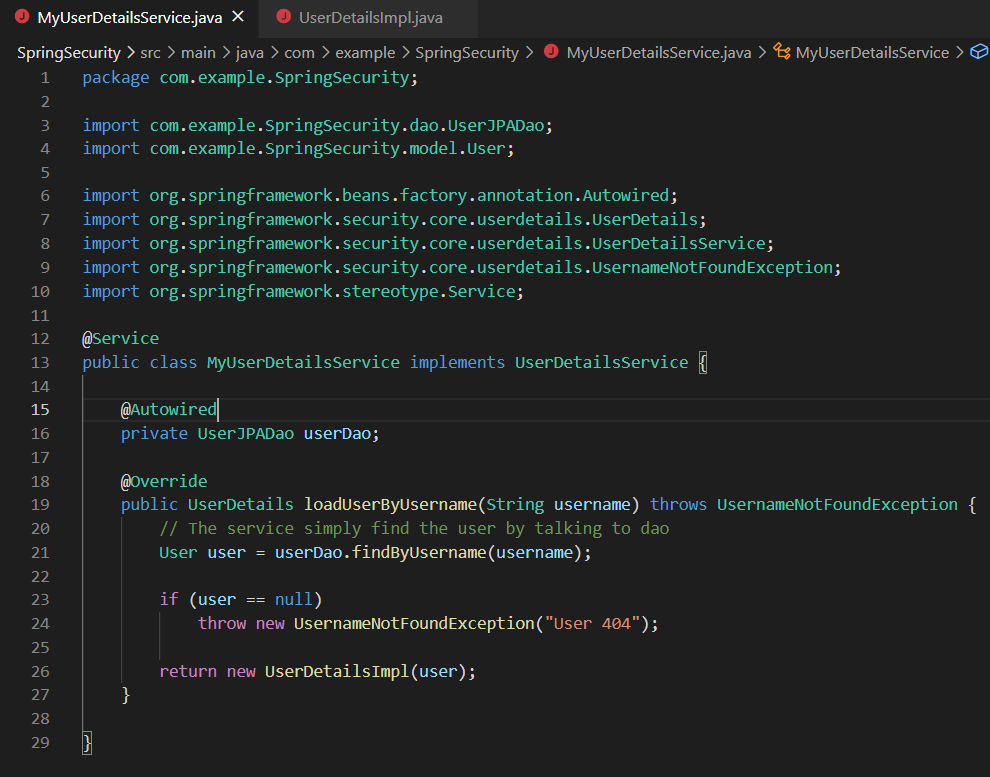 MyUserDetailsService.java
UserDetailsImpl.java
SpringSecurity > src > main > java > com > example > SpringSecurity > MyUserDetailsService.java > MyUserDetailsService >
1 package com.example.SpringSecurity;
2
3 import com.example.SpringSecurity.dao.UserJPADao;
4 import com.example.SpringSecurity.model.User;
5
6 import org.springframework.beans.factory.annotation.Autowired;
7 import org.springframework.security.core.userdetails.UserDetails;
8 import org.springframework.security.core.userdetails.UserDetailsService;
9 import org.springframework.security.core.userdetails.UsernameNotFoundException;
10 import org.springframework.stereotype.Service;
11
12 @Service
13 public class MyUserDetailsService implements UserDetailsService {
14
15 @Autowired
16 private UserJPADao userDao;
17
18 @Override
19 public UserDetails loadUserByUsername(String username) throws UsernameNotFoundException {
20 // The service simply find the user by talking to dao
21 User user = userDao.findByUsername(username);
22
23 if (user == null)
24 throw new UsernameNotFoundException("User 404");
25
26 return new UserDetailsImpl(user);
27 }
28
29 }